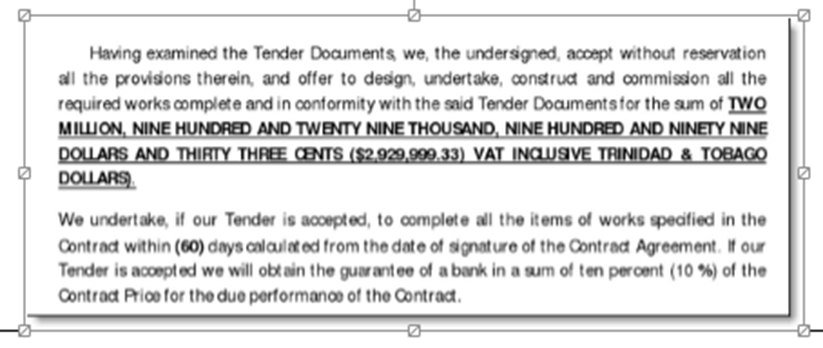 Having examined the Tender Documents, we, the undersigned, accept without reservation
all the provisions therein, and offer to design, undertake, construct and commission all the
required works complete and in conformity with the said Tender Documents for the sum of TWO
MILLION, NINE HUNDRED AND TWENTY NINE THOUSAND, NINE HUNDRED AND NINETY NINE
DOLLARS AND THIRTY THREE CENTS ($2,929,999.33) VAT INCLUSIVE TRINIDAD & TOBAGO
DOLLARS).
We undertake, if our Tender is accepted, to complete all the items of works specified in the
Contract within (60) days calculated from the date of signature of the Contract Agreement. If our
Tender is accepted we will obtain the guarantee of a bank in a sum of ten percent (10 %) of the
Contract Price for the due performance of the Contract.